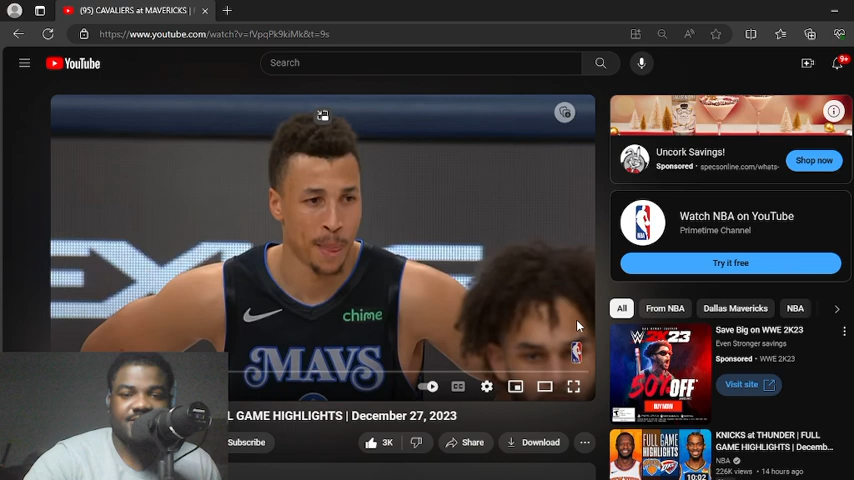 (95) CAVALIERS at MAVERICKS |
https://www.youtube.com/watch?v=fVpqPk9kiMk&t=9s
YouTube
Search
9+
chime
MAVS
L GAME HIGHLIGHTS | December 27, 2023
Subscribe
3K
Share
Download
Uncork Savings!
Sponsored · specsonline.com/whats-
Shop now
Watch NBA on YouTube
Primetime Channel
Try it free
All
From NBA
Dallas Mavericks
NBA
W 2K23
50% OFF
BUY NOW
Save Big on WWE 2K23
Even Stronger savings
Sponsored · WWE 2K23
Visit site
FULL GAME
HIGHLIGHTS
10:02
KNICKS at THUNDER | FULL
GAME HIGHLIGHTS | Decemb...
NBA
226K views · 14 hours ago